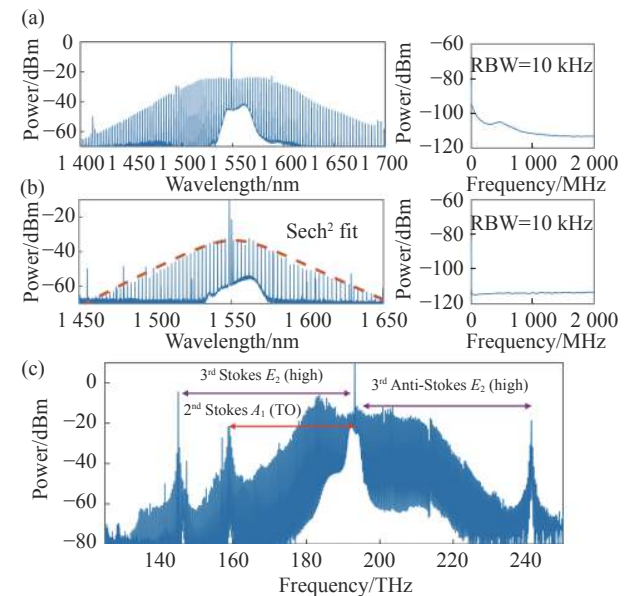 (a)
0
−20
−40
−60
Power/dBm
1 400 1 450 1 500 1 550 1 600 1 650 1 700
Wavelength/nm
−60
−80
−100
−120
Power/dBm
RBW=10 kHz
0 1 000 2 000
Frequency/MHz
(b)
−20
−40
−60
Power/dBm
Sech² fit
1 450 1 500 1 550 1 600 1 650
Wavelength/nm
−60
−80
−100
−120
Power/dBm
RBW=10 kHz
0 1 000 2 000
Frequency/MHz
(c)
0
−20
−40
−60
−80
Power/dBm
3rd Stokes E2 (high)
3rd Anti-Stokes E2 (high)
2nd Stokes A1 (TO)
140 160 180 200 220 240
Frequency/THz